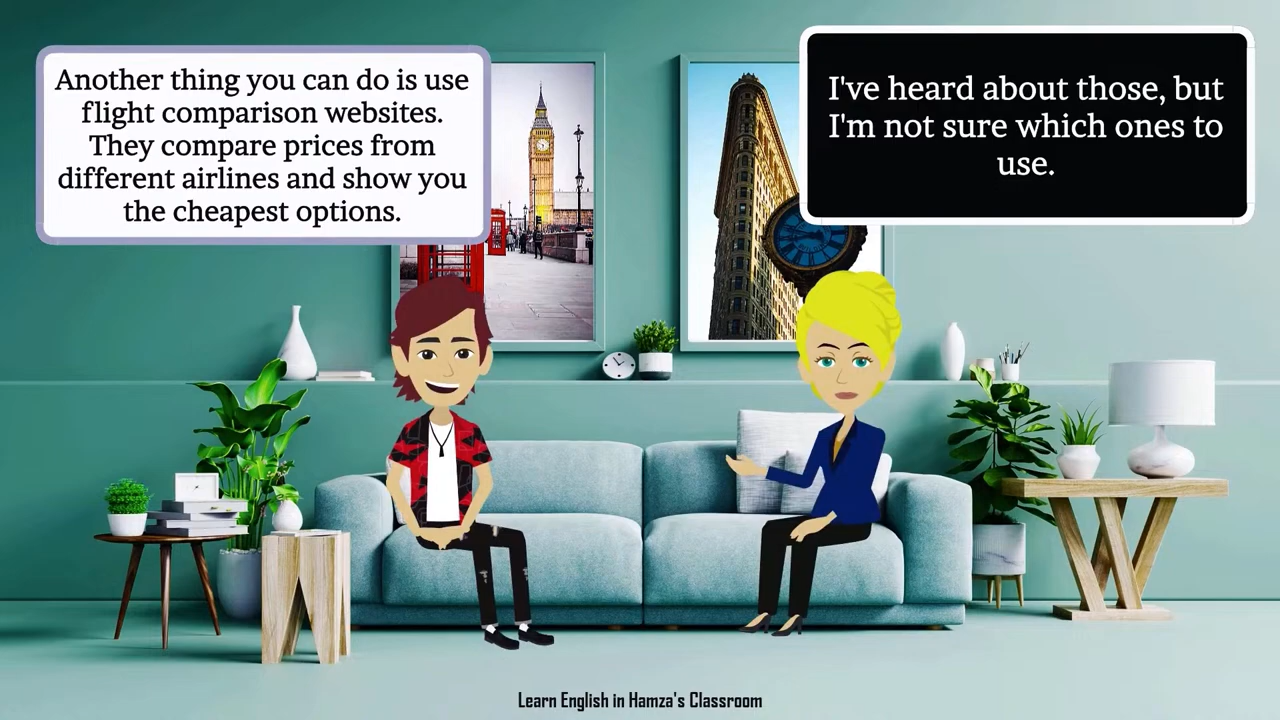 Another thing you can do is use
flight comparison websites.
They compare prices from
different airlines and show you
the cheapest options.
I've heard about those, but
I'm not sure which ones to
use.
Learn English in Hamza's Classroom